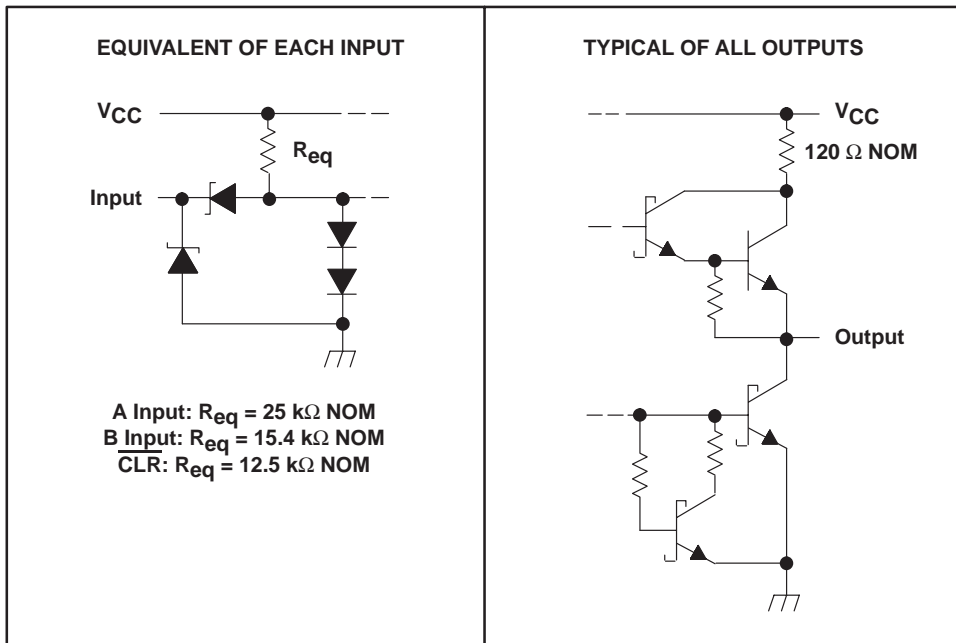 EQUIVALENT OF EACH INPUT
VCC
Req
Input
A Input: Req = 25 kΩ NOM
B Input: Req = 15.4 kΩ NOM
CLR: Req = 12.5 kΩ NOM
TYPICAL OF ALL OUTPUTS
VCC
120 Ω NOM
Output